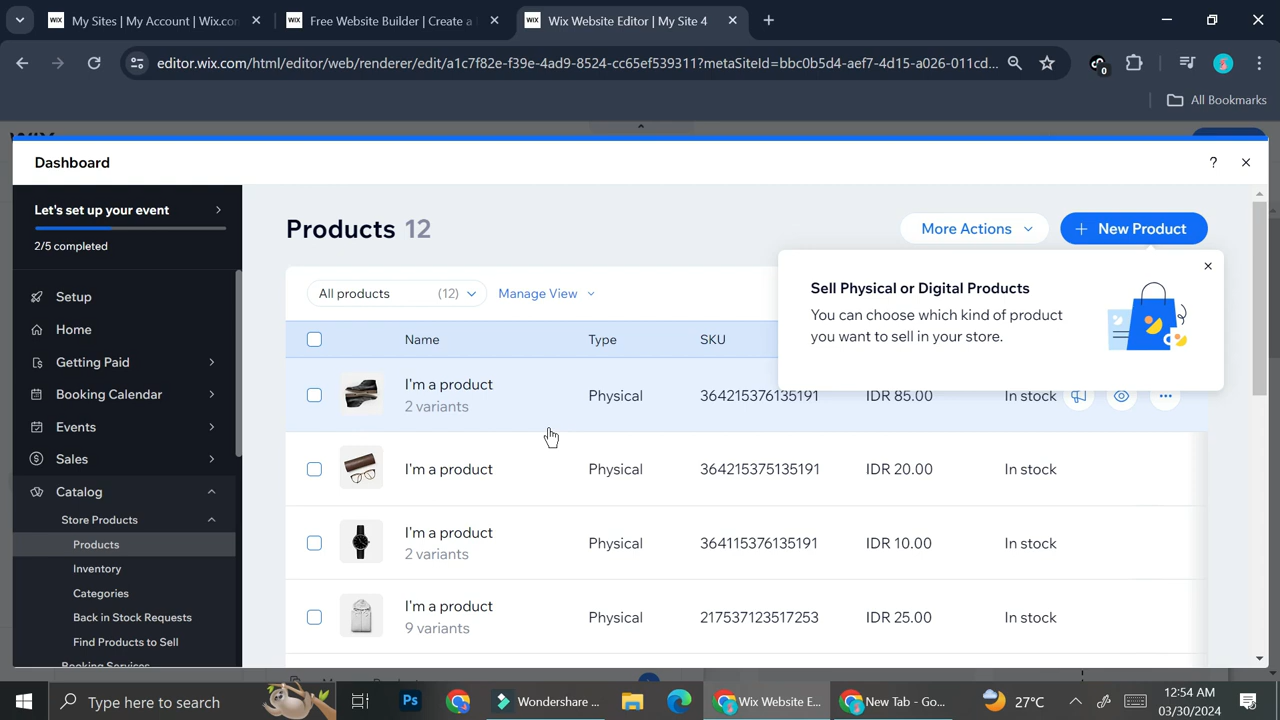 My Sites | My Account | Wix.con
Free Website Builder | Create a
Wix Website Editor | My Site 4
editor.wix.com/html/editor/web/renderer/edit/a1c7f82e-f39e-4ad9-8524-cc65ef539311?metaSiteId=bbc0b5d4-aef7-4d15-a026-011cd...
0
All Bookmarks
Dashboard
?
Let's set up your event
2/5 completed
Setup
Home
Getting Paid
Booking Calendar
Events
Sales
Catalog
Store Products
Products
Inventory
Categories
Back in Stock Requests
Find Products to Sell
Booking Services
Products 12
More Actions
+ New Product
All products (12)
Manage View
Sell Physical or Digital Products
You can choose which kind of product
you want to sell in your store.
Name Type SKU
I'm a product
2 variants
Physical 364215376135191 IDR 85.00 In stock
I'm a product Physical 364215375135191 IDR 20.00 In stock
I'm a product
2 variants
Physical 364115376135191 IDR 10.00 In stock
I'm a product
9 variants
Physical 217537123517253 IDR 25.00 In stock
Type here to search
Ps
Wondershare ...
Wix Website E...
New Tab - Go...
27°C
12:54 AM
03/30/2024